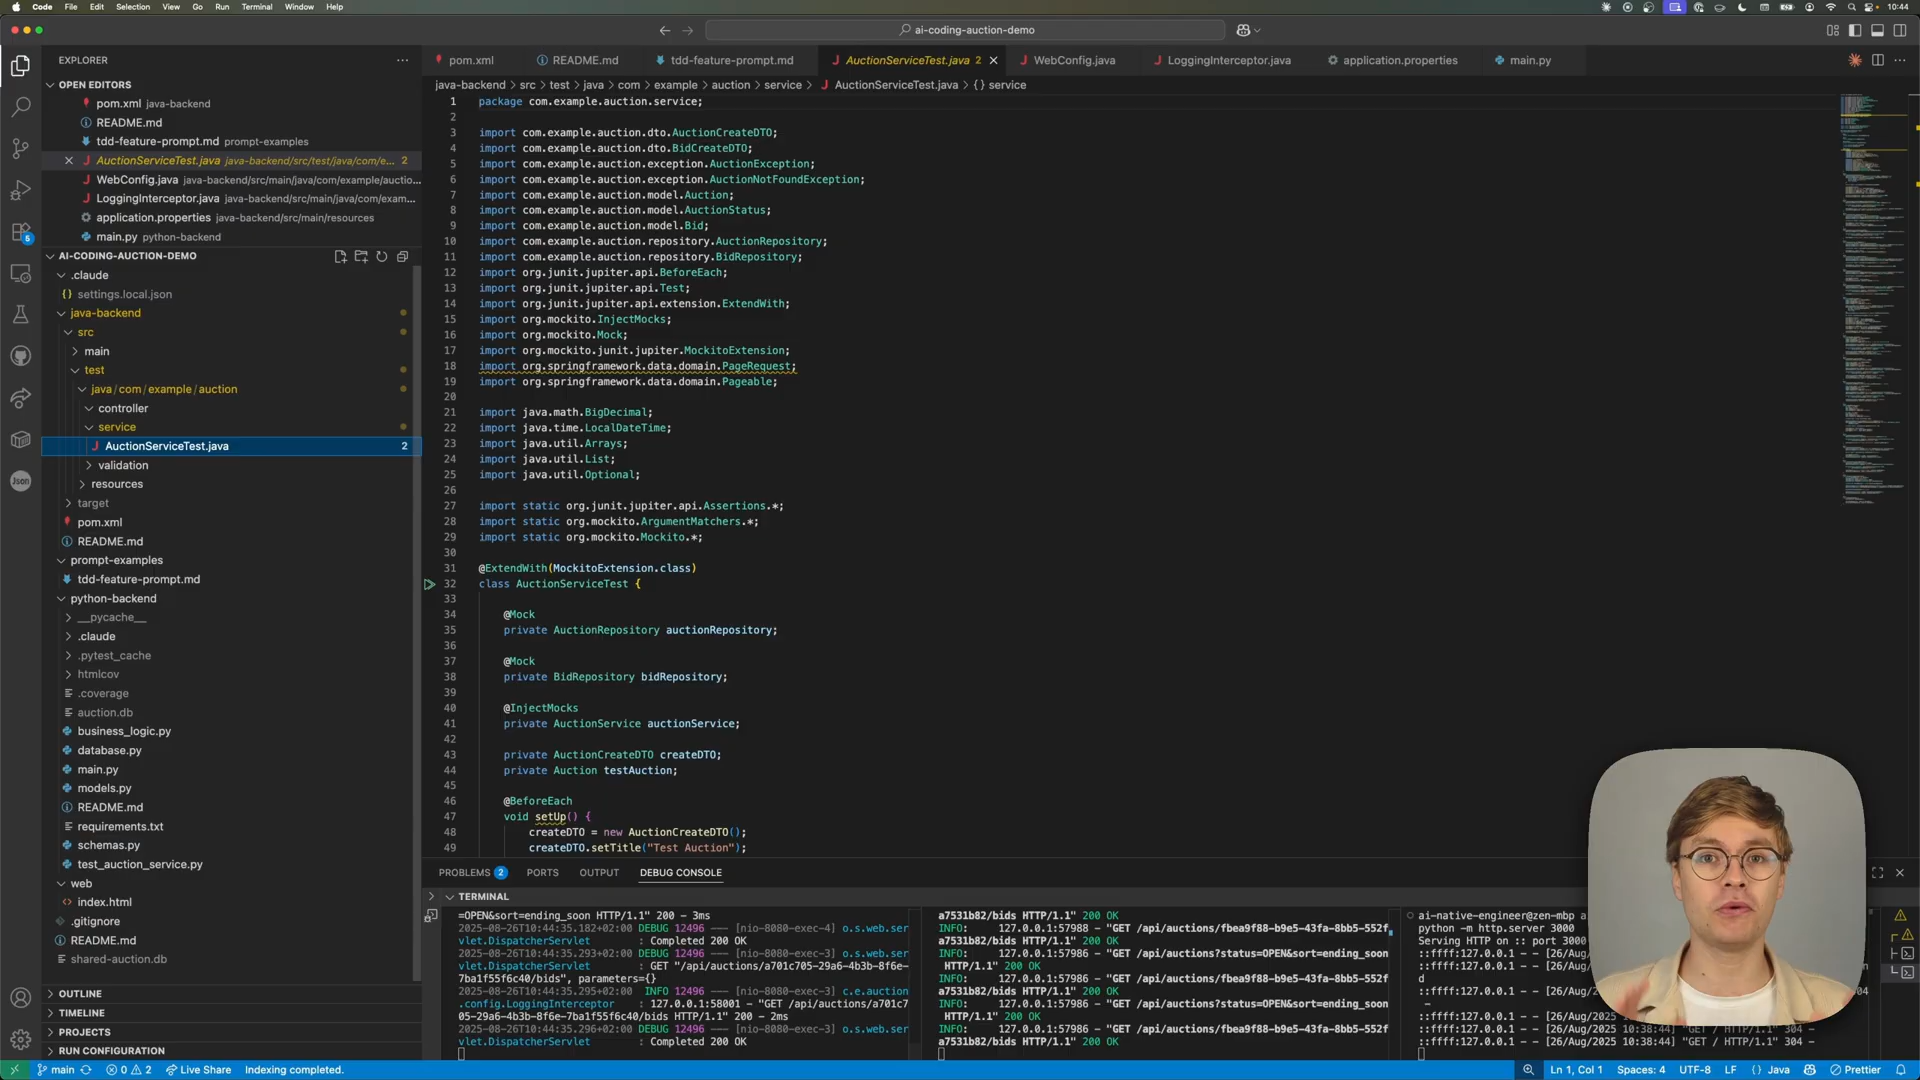 Code File Edit Selection View Go Run Terminal Window Help 10:44
ai-coding-auction-demo
EXPLORER
OPEN EDITORS
pom.xml java-backend
README.md
tdd-feature-prompt.md prompt-examples
AuctionServiceTest.java java-backend/src/test/java/com/e... 2
WebConfig.java java-backend/src/main/java/com/example/auctio...
LoggingInterceptor.java java-backend/src/main/java/com/exam...
application.properties java-backend/src/main/resources
main.py python-backend
AI-CODING-AUCTION-DEMO
.claude
{} settings.local.json
java-backend
src
main
test
java/com/example/auction
controller
service
AuctionServiceTest.java 2
validation
resources
target
pom.xml
README.md
prompt-examples
tdd-feature-prompt.md
python-backend
__pycache__
.claude
.pytest_cache
htmlcov
.coverage
auction.db
business_logic.py
database.py
main.py
models.py
README.md
requirements.txt
schemas.py
test_auction_service.py
web
index.html
.gitignore
README.md
shared-auction.db
OUTLINE
TIMELINE
PROJECTS
RUN CONFIGURATION
5
Json
pom.xml README.md tdd-feature-prompt.md AuctionServiceTest.java 2 WebConfig.java LoggingInterceptor.java application.properties main.py
java-backend > src > test > java > com > example > auction > service > AuctionServiceTest.java > {} service
1 package com.example.auction.service;
2
3 import com.example.auction.dto.AuctionCreateDTO;
4 import com.example.auction.dto.BidCreateDTO;
5 import com.example.auction.exception.AuctionException;
6 import com.example.auction.exception.AuctionNotFoundException;
7 import com.example.auction.model.Auction;
8 import com.example.auction.model.AuctionStatus;
9 import com.example.auction.model.Bid;
10 import com.example.auction.repository.AuctionRepository;
11 import com.example.auction.repository.BidRepository;
12 import org.junit.jupiter.api.BeforeEach;
13 import org.junit.jupiter.api.Test;
14 import org.junit.jupiter.api.extension.ExtendWith;
15 import org.mockito.InjectMocks;
16 import org.mockito.Mock;
17 import org.mockito.junit.jupiter.MockitoExtension;
18 import org.springframework.data.domain.PageRequest;
19 import org.springframework.data.domain.Pageable;
20
21 import java.math.BigDecimal;
22 import java.time.LocalDateTime;
23 import java.util.Arrays;
24 import java.util.List;
25 import java.util.Optional;
26
27 import static org.junit.jupiter.api.Assertions.*;
28 import static org.mockito.ArgumentMatchers.*;
29 import static org.mockito.Mockito.*;
30
31 @ExtendWith(MockitoExtension.class)
32 class AuctionServiceTest {
33
34 @Mock
35 private AuctionRepository auctionRepository;
36
37 @Mock
38 private BidRepository bidRepository;
39
40 @InjectMocks
41 private AuctionService auctionService;
42
43 private AuctionCreateDTO createDTO;
44 private Auction testAuction;
45
46 @BeforeEach
47 void setUp() {
48 createDTO = new AuctionCreateDTO();
49 createDTO.setTitle("Test Auction");
PROBLEMS 2 PORTS OUTPUT DEBUG CONSOLE
TERMINAL
=OPEN&sort=ending_soon HTTP/1.1" 200 - 3ms
2025-08-26T10:44:35.182+02:00 DEBUG 12496 --- [nio-8080-exec-4] o.s.web.ser
vlet.DispatcherServlet : Completed 200 OK
2025-08-26T10:44:35.293+02:00 DEBUG 12496 --- [nio-8080-exec-3] o.s.web.ser
vlet.DispatcherServlet : GET "/api/auctions/a701c705-29a6-4b3b-8f6e-
7ba1f55f6c40/bids", parameters={}
2025-08-26T10:44:35.295+02:00 INFO 12496 --- [nio-8080-exec-3] c.e.auction
.config.LoggingInterceptor : 127.0.0.1:58001 - "GET /api/auctions/a701c7
05-29a6-4b3b-8f6e-7ba1f55f6c40/bids HTTP/1.1" 200 - 2ms
2025-08-26T10:44:35.296+02:00 DEBUG 12496 --- [nio-8080-exec-3] o.s.web.ser
vlet.DispatcherServlet : Completed 200 OK
a7531b82/bids HTTP/1.1" 200 OK
INFO: 127.0.0.1:57988 - "GET /api/auctions/fbea9f88-b9e5-43fa-8bb5-552f
a7531b82/bids HTTP/1.1" 200 OK
INFO: 127.0.0.1:57986 - "GET /api/auctions?status=OPEN&sort=ending_soon
HTTP/1.1" 200 OK
INFO: 127.0.0.1:57986 - "GET /api/auctions/fbea9f88-b9e5-43fa-8bb5-552f
a7531b82/bids HTTP/1.1" 200 OK
INFO: 127.0.0.1:57986 - "GET /api/auctions?status=OPEN&sort=ending_soon
HTTP/1.1" 200 OK
INFO: 127.0.0.1:57986 - "GET /api/auctions/fbea9f88-b9e5-43fa-8bb5-552f
a7531b82/bids HTTP/1.1" 200 OK
ai-native-engineer@zen-mbp
python -m http.server 3000
Serving HTTP on :: port 3000
::ffff:127.0.0.1 - - [26/Aug/20
d
::ffff:127.0.0.1 - - [26/Aug/20 04
-
::ffff:127.0.0.1 - - [26/Aug/2025
::ffff:127.0.0.1 - - [26/Aug/2025 10:38:44] "GET / HTTP/1.1" 304 -
::ffff:127.0.0.1 - - [26/Aug/2025 10:38:44] "GET / HTTP/1.1" 304 -
main 0 2 Live Share Indexing completed. Ln 1, Col 1 Spaces: 4 UTF-8 LF {} Java Prettier